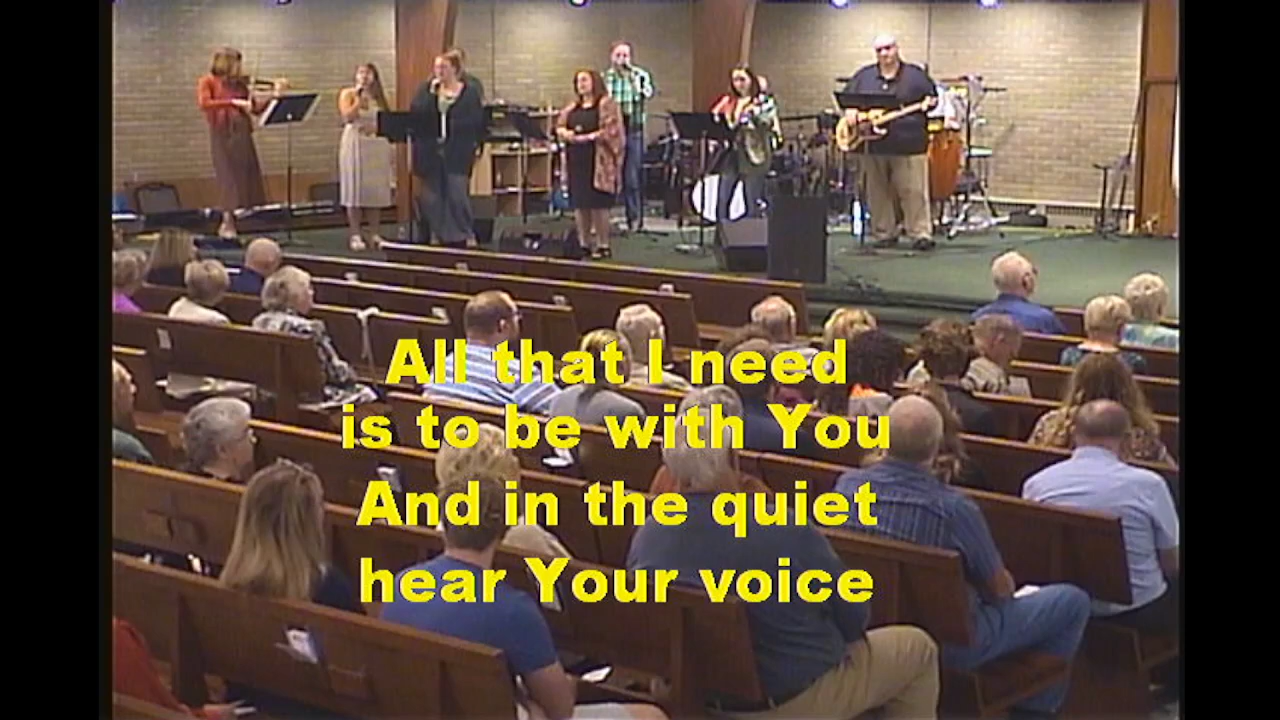 All that I need
is to be with You
And in the quiet
hear Your voice